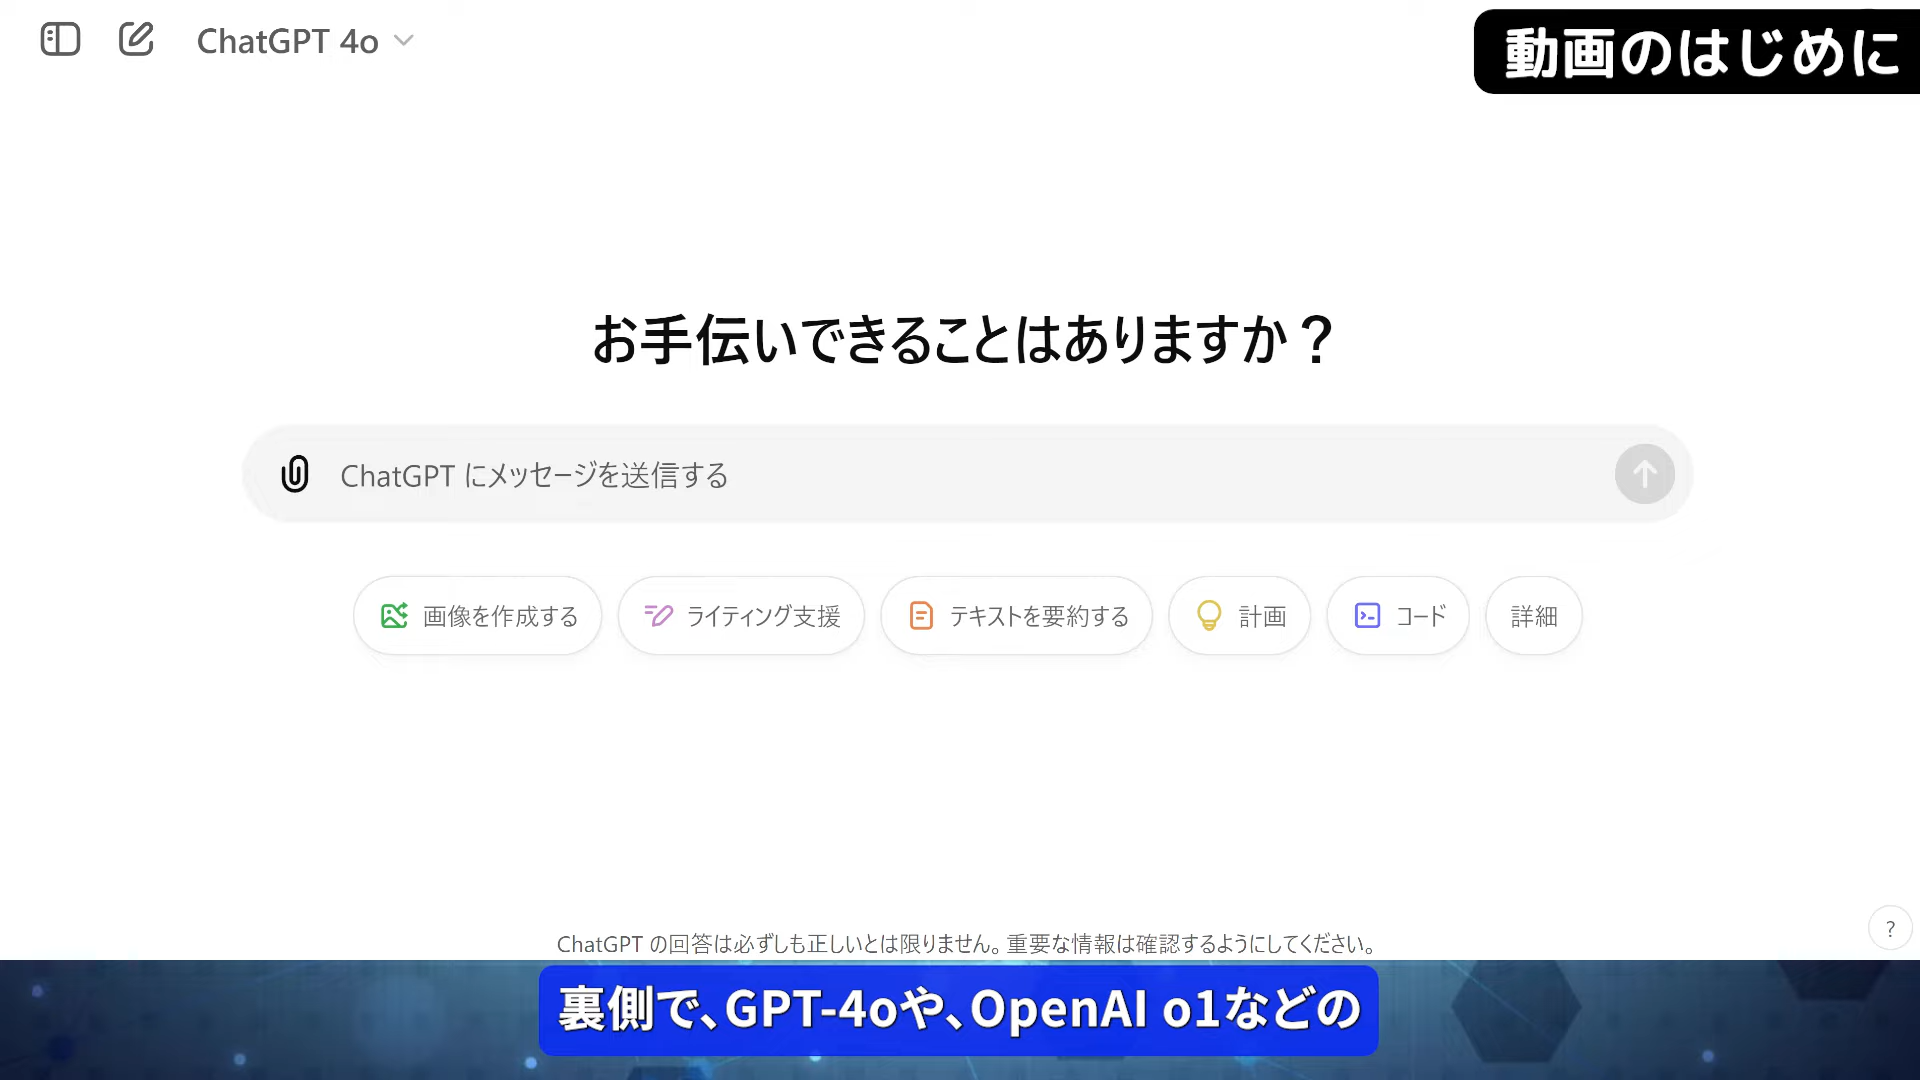 ChatGPT 4o
動画のはじめに
お手伝いできることはありますか？
ChatGPT にメッセージを送信する
画像を作成する
ライティング支援
テキストを要約する
計画
コード
詳細
ChatGPT の回答は必ずしも正しいとは限りません。重要な情報は確認するようにしてください。
?
裏側で、GPT-4oや、OpenAI o1などの